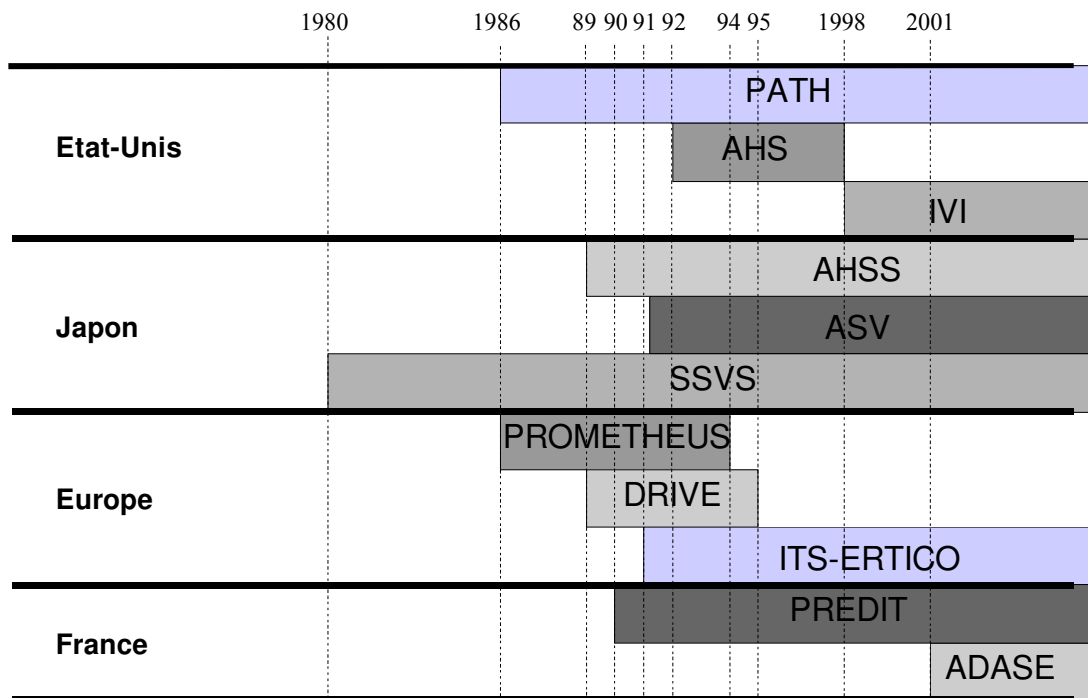 1980 1986 89 90 91 92 94 95 1998 2001
PATH
Etat-Unis
AHS
IVI
AHSS
Japon
ASV
SSVS
PROMETHEUS
Europe
DRIVE
ITS-ERTICO
PREDIT
France
ADASE